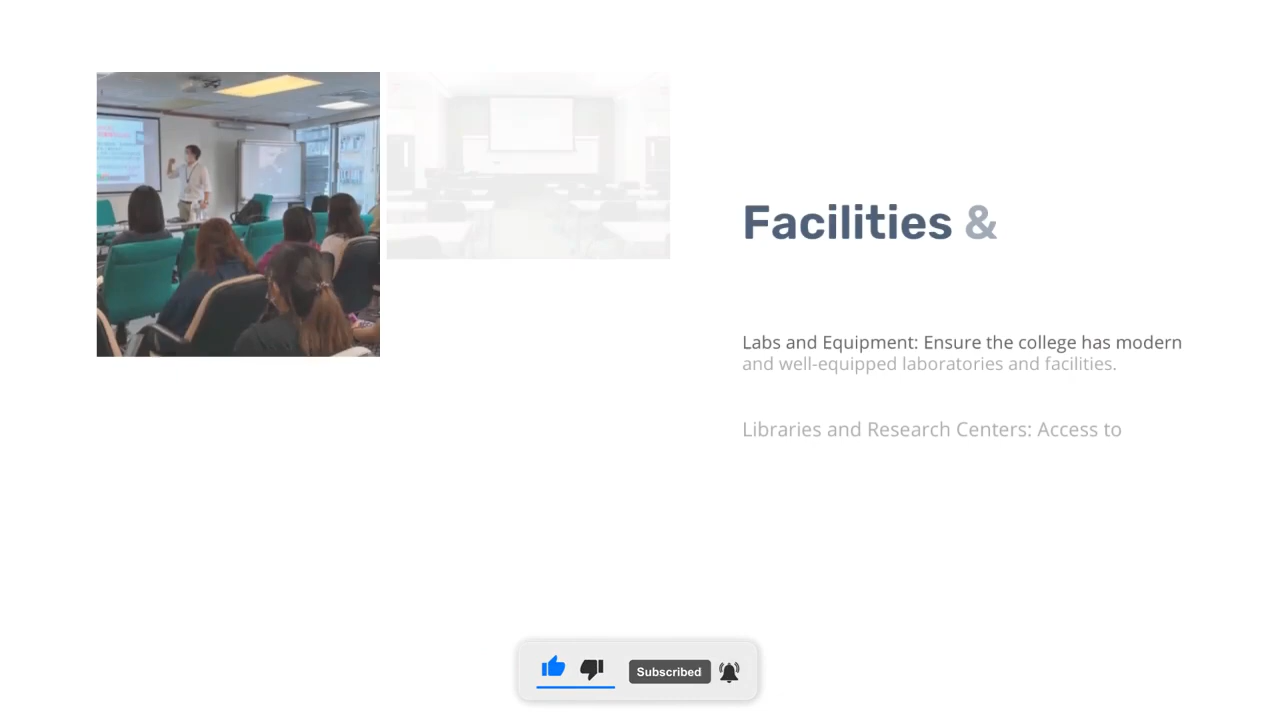 Facilities &
Labs and Equipment: Ensure the college has modern
and well-equipped laboratories and facilities.
Libraries and Research Centers: Access to
Subscribed